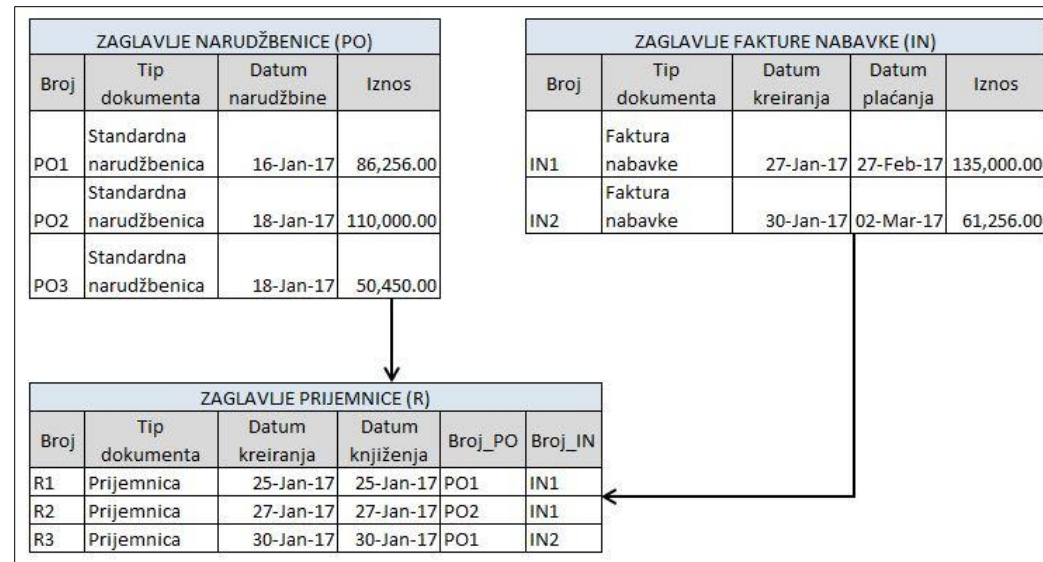 ZAGLAVLJE NARUDŽBENICE (PO)
Broj Tip dokumenta Datum narudžbine Iznos
PO1 Standardna narudžbenica 16-Jan-17 86,256.00
PO2 Standardna narudžbenica 18-Jan-17 110,000.00
PO3 Standardna narudžbenica 18-Jan-17 50,450.00
ZAGLAVLJE FAKTURE NABAVKE (IN)
Broj Tip dokumenta Datum kreiranja Datum plaćanja Iznos
IN1 Faktura nabavke 27-Jan-17 27-Feb-17 135,000.00
IN2 Faktura nabavke 30-Jan-17 02-Mar-17 61,256.00
ZAGLAVLJE PRIJEMNICE (R)
Broj Tip dokumenta Datum kreiranja Datum knjiženja Broj_PO Broj_IN
R1 Prijemnica 25-Jan-17 25-Jan-17 PO1 IN1
R2 Prijemnica 27-Jan-17 27-Jan-17 PO2 IN1
R3 Prijemnica 30-Jan-17 30-Jan-17 PO1 IN2